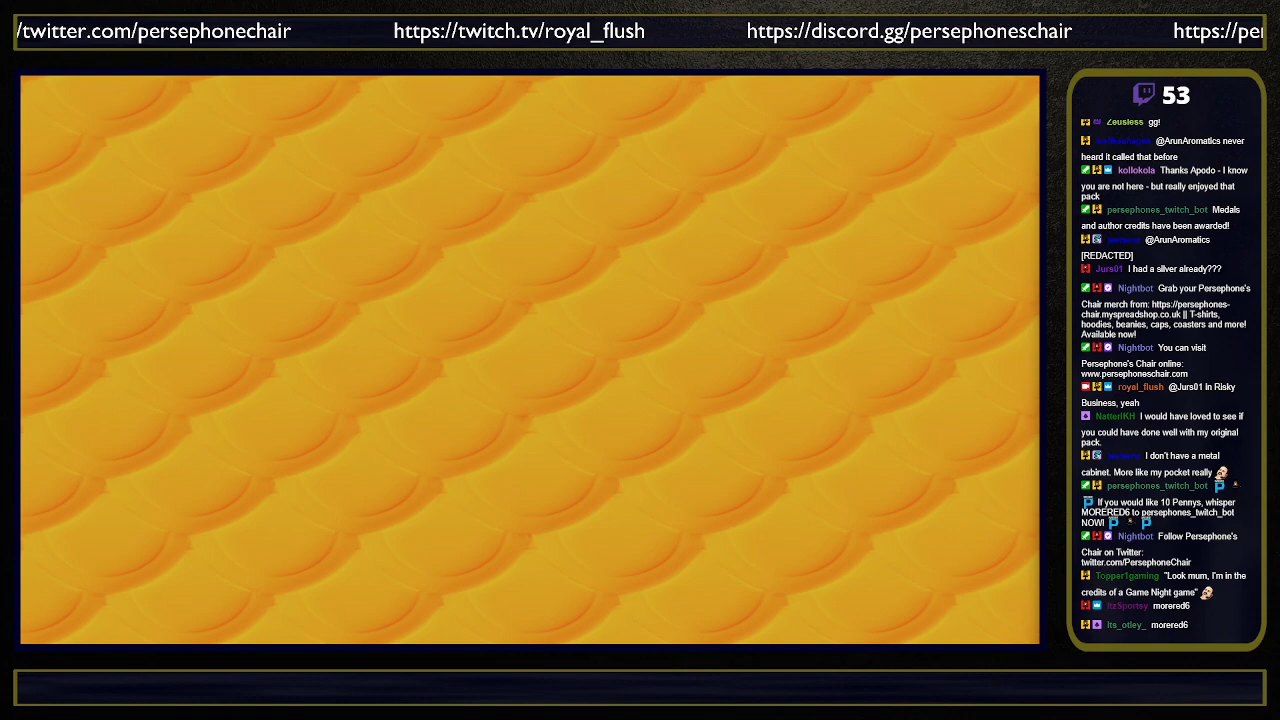 /twitter.com/persephonechair https://twitch.tv/royal_flush https://discord.gg/persephoneschair https://pe
53
Zeusless gg!
@ArunAromatics never
heard it called that before
kollokola Thanks Apodo - I know
you are not here - but really enjoyed that
pack
persephones_twitch_bot Medals
and author credits have been awarded!
@ArunAromatics
[REDACTED]
Jurs01 I had a silver already???
Nightbot Grab your Persephone's
Chair merch from: https://persephones-
chair.myspreadshop.co.uk || T-shirts,
hoodies, beanies, caps, coasters and more!
Available now!
Nightbot You can visit
Persephone's Chair online:
www.persephoneschair.com
royal_flush @Jurs01 in Risky
Business, yeah
NatterIKH I would have loved to see if
you could have done well with my original
pack.
I don't have a metal
cabinet. More like my pocket really
persephones_twitch_bot
If you would like 10 Pennys, whisper
MORERED6 to persephones_twitch_bot
NOW!
Nightbot Follow Persephone's
Chair on Twitter:
twitter.com/PersephoneChair
Topper1gaming "Look mum, I'm in the
credits of a Game Night game"
ItzSportsy morered6
Its_otley_ morered6